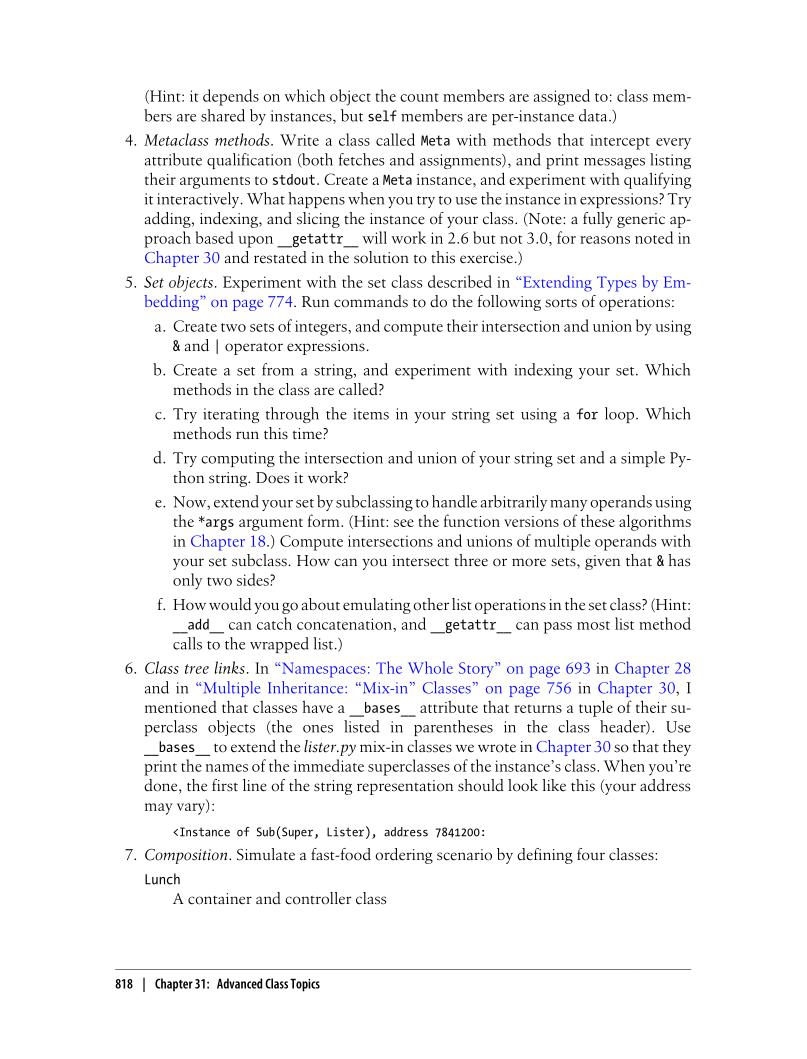 (Hint: it depends on which object the count members are assigned to: class mem-
bers are shared by instances, but self members are per-instance data.)
4. Metaclass methods. Write a class called Meta with methods that intercept every
attribute qualification (both fetches and assignments), and print messages listing
their arguments to stdout. Create a Meta instance, and experiment with qualifying
it interactively. What happens when you try to use the instance in expressions? Try
adding, indexing, and slicing the instance of your class. (Note: a fully generic ap-
proach based upon __getattr__ will work in 2.6 but not 3.0, for reasons noted in
Chapter 30 and restated in the solution to this exercise.)
5. Set objects. Experiment with the set class described in “Extending Types by Em-
bedding” on page 774. Run commands to do the following sorts of operations:
a. Create two sets of integers, and compute their intersection and union by using
& and | operator expressions.
b. Create a set from a string, and experiment with indexing your set. Which
methods in the class are called?
c. Try iterating through the items in your string set using a for loop. Which
methods run this time?
d. Try computing the intersection and union of your string set and a simple Py-
thon string. Does it work?
e. Now, extend your set by subclassing to handle arbitrarily many operands using
the *args argument form. (Hint: see the function versions of these algorithms
in Chapter 18.) Compute intersections and unions of multiple operands with
your set subclass. How can you intersect three or more sets, given that & has
only two sides?
f. How would you go about emulating other list operations in the set class? (Hint:
__add__ can catch concatenation, and __getattr__ can pass most list method
calls to the wrapped list.)
6. Class tree links. In “Namespaces: The Whole Story” on page 693 in Chapter 28
and in “Multiple Inheritance: “Mix-in” Classes” on page 756 in Chapter 30, I
mentioned that classes have a __bases__ attribute that returns a tuple of their su-
perclass objects (the ones listed in parentheses in the class header). Use
__bases__ to extend the lister.py mix-in classes we wrote in Chapter 30 so that they
print the names of the immediate superclasses of the instance’s class. When you’re
done, the first line of the string representation should look like this (your address
may vary):
<Instance of Sub(Super, Lister), address 7841200:
7. Composition. Simulate a fast-food ordering scenario by defining four classes:
Lunch
A container and controller class
818 | Chapter 31: Advanced Class Topics